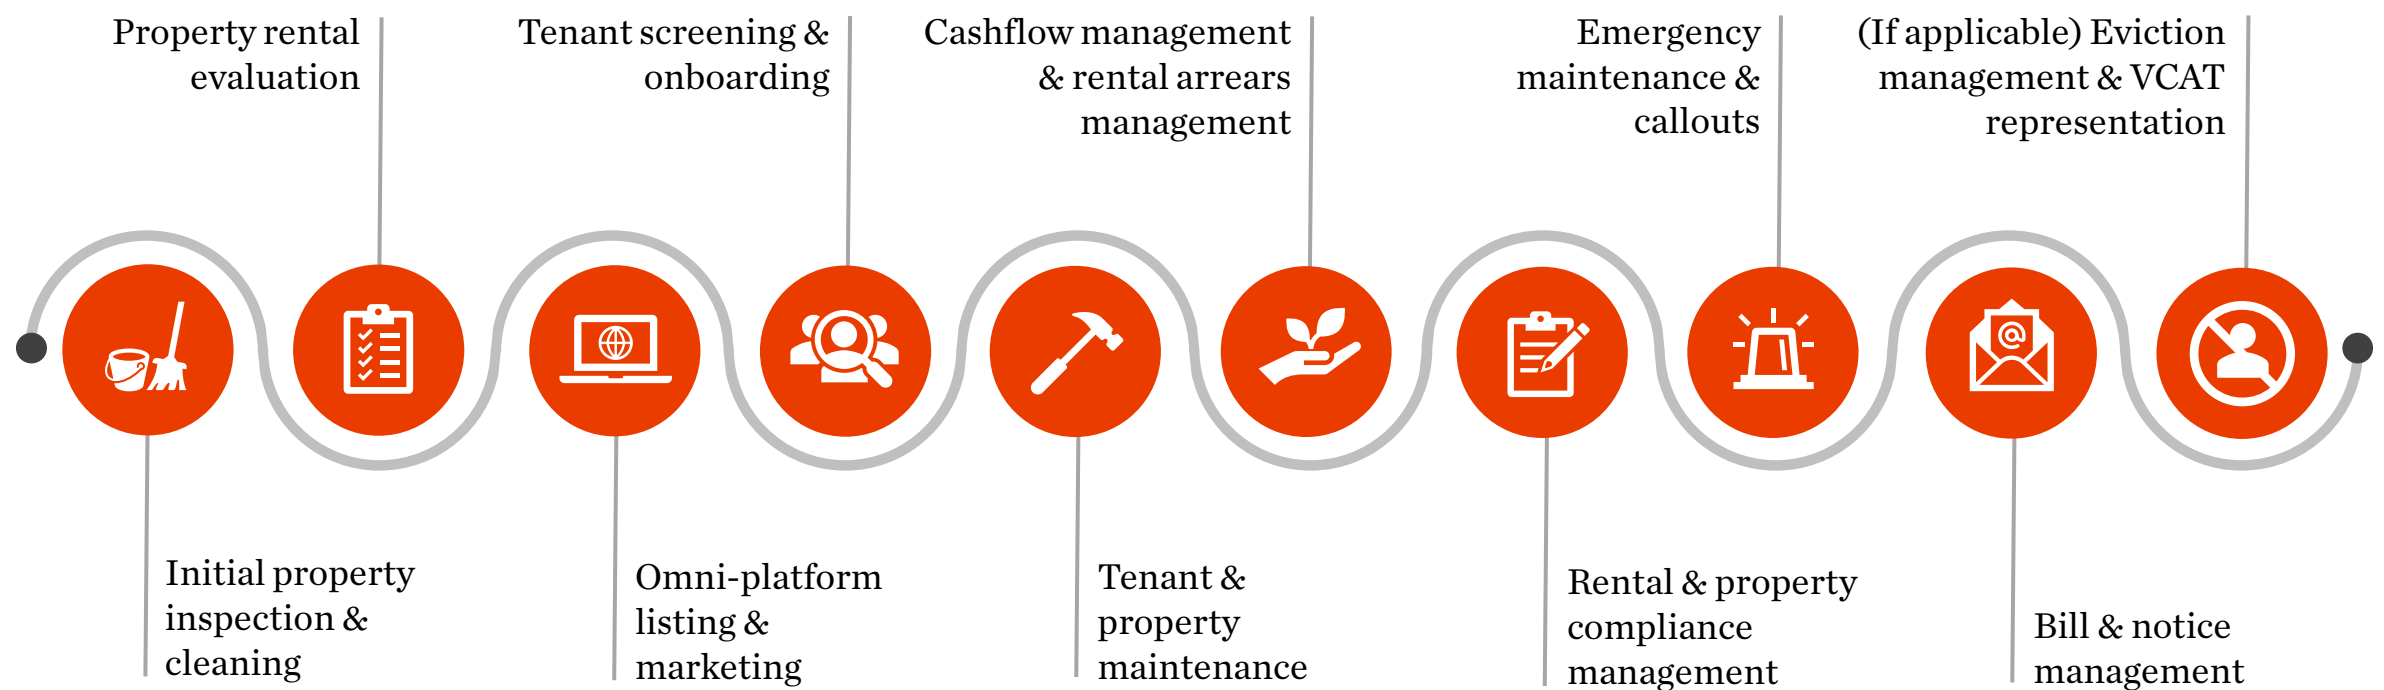 Property rental
evaluation
Tenant screening &
onboarding
Cashflow management
& rental arrears
management
Emergency
maintenance &
callouts
(If applicable) Eviction
management & VCAT
representation
@
Initial property
inspection &
cleaning
Omni-platform
listing &
marketing
Tenant &
property
maintenance
Rental & property
compliance
management
Bill & notice
management